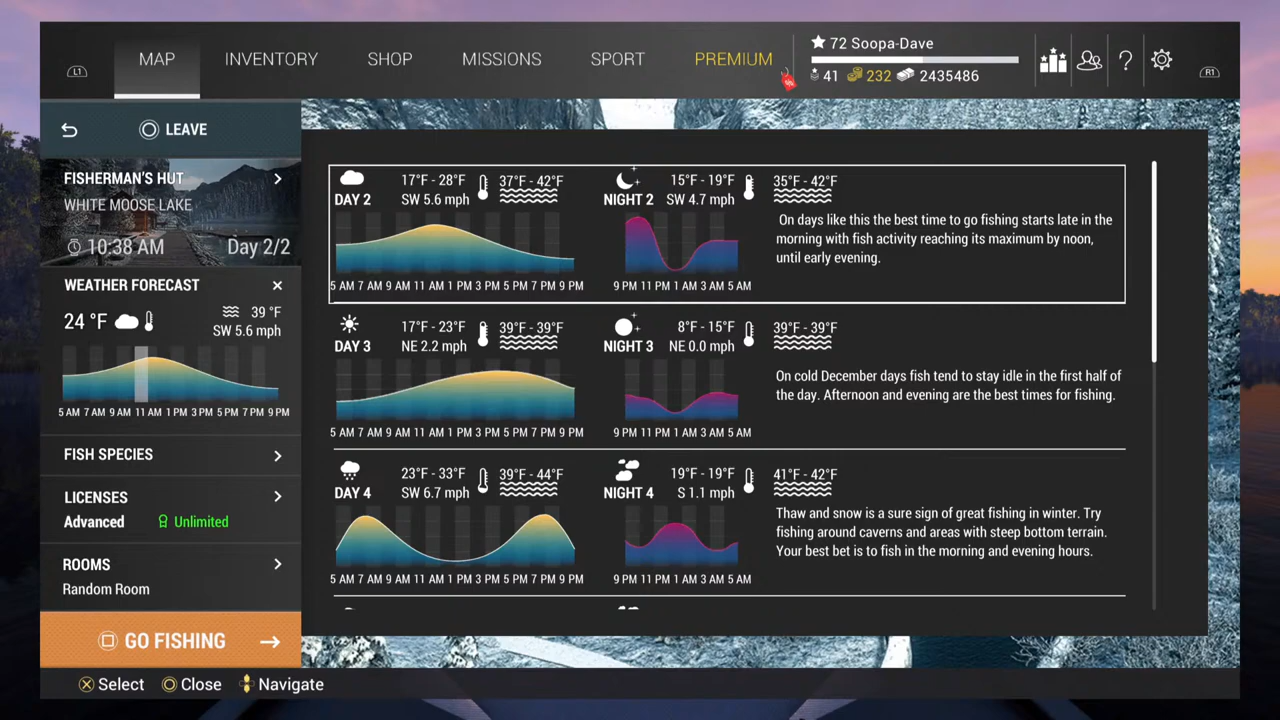 L1
MAP
INVENTORY
SHOP
MISSIONS
SPORT
PREMIUM
72 Soopa-Dave
41 232 2435486
?
R1
LEAVE
FISHERMAN'S HUT
WHITE MOOSE LAKE
10:38 AM Day 2/2
WEATHER FORECAST
24 °F 39 °F
SW 5.6 mph
5 AM 7 AM 9 AM 11 AM 1 PM 3 PM 5 PM 7 PM 9 PM
FISH SPECIES
LICENSES
Advanced Unlimited
ROOMS
Random Room
GO FISHING
DAY 2
17°F - 28°F
SW 5.6 mph
37°F - 42°F
5 AM 7 AM 9 AM 11 AM 1 PM 3 PM 5 PM 7 PM 9 PM
NIGHT 2
15°F - 19°F
SW 4.7 mph
35°F - 42°F
9 PM 11 PM 1 AM 3 AM 5 AM
On days like this the best time to go fishing starts late in the
morning with fish activity reaching its maximum by noon,
until early evening.
DAY 3
17°F - 23°F
NE 2.2 mph
39°F - 39°F
5 AM 7 AM 9 AM 11 AM 1 PM 3 PM 5 PM 7 PM 9 PM
NIGHT 3
8°F - 15°F
NE 0.0 mph
39°F - 39°F
9 PM 11 PM 1 AM 3 AM 5 AM
On cold December days fish tend to stay idle in the first half of
the day. Afternoon and evening are the best times for fishing.
DAY 4
23°F - 33°F
SW 6.7 mph
39°F - 44°F
5 AM 7 AM 9 AM 11 AM 1 PM 3 PM 5 PM 7 PM 9 PM
NIGHT 4
19°F - 19°F
S 1.1 mph
41°F - 42°F
9 PM 11 PM 1 AM 3 AM 5 AM
Thaw and snow is a sure sign of great fishing in winter. Try
fishing around caverns and areas with steep bottom terrain.
Your best bet is to fish in the morning and evening hours.
Select Close Navigate